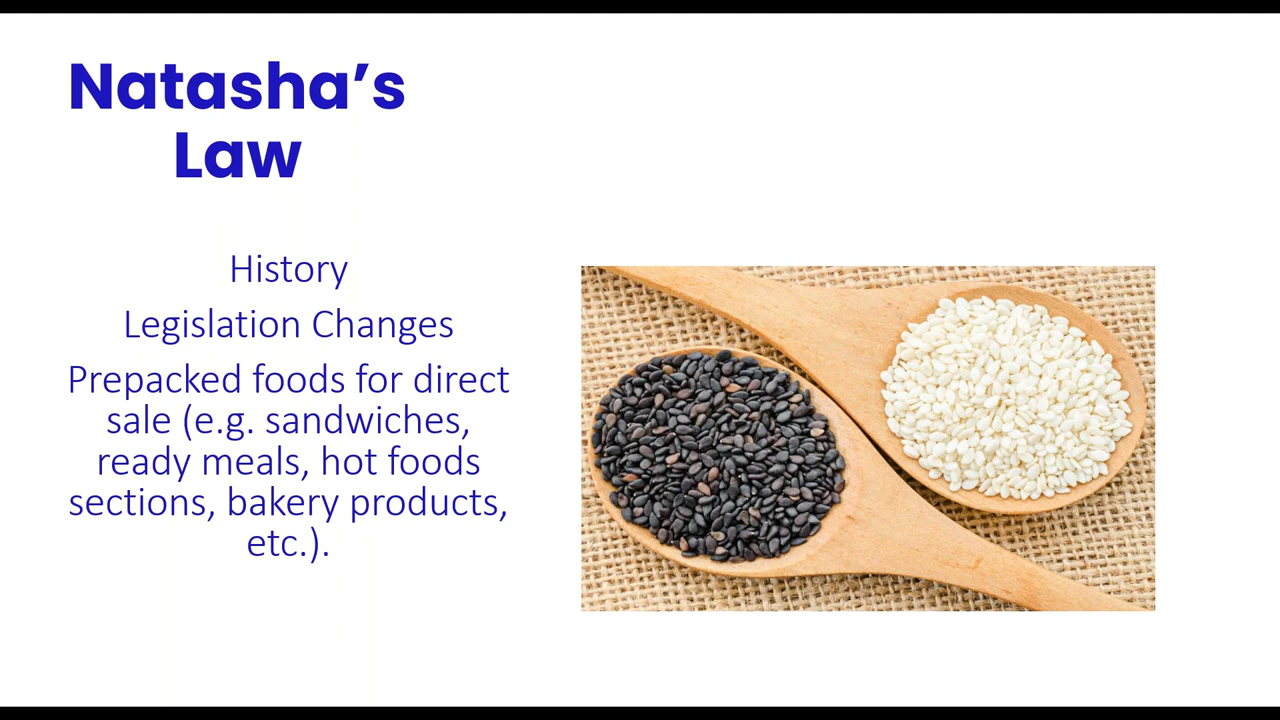 Natasha’s
Law
History
Legislation Changes
Prepacked foods for direct
sale (e.g. sandwiches,
ready meals, hot foods
sections, bakery products,
etc.).